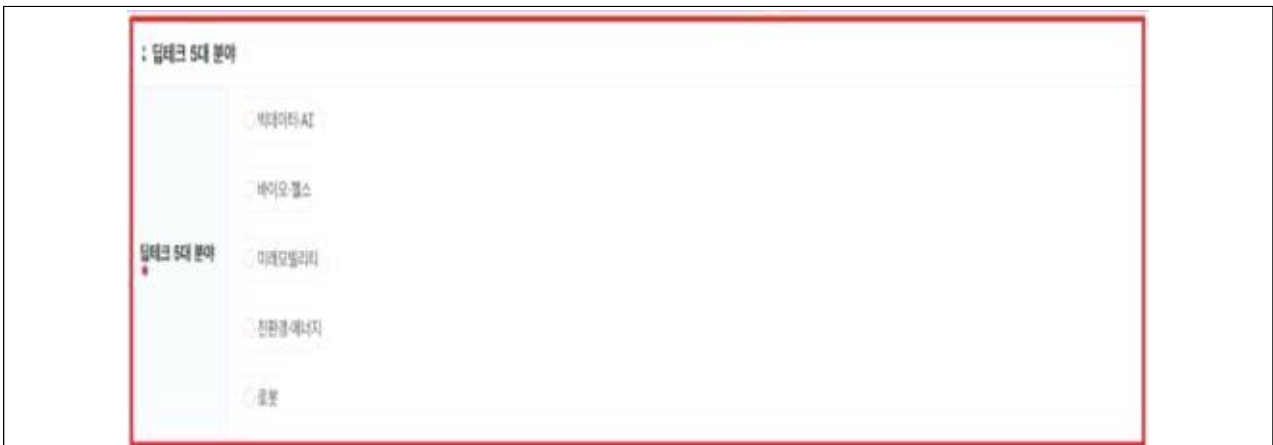 : 딥테크 5대 분야
빅데이터·AI
바이오·헬스
딥테크 5대 분야
*
미래모빌리티
친환경·에너지
로봇